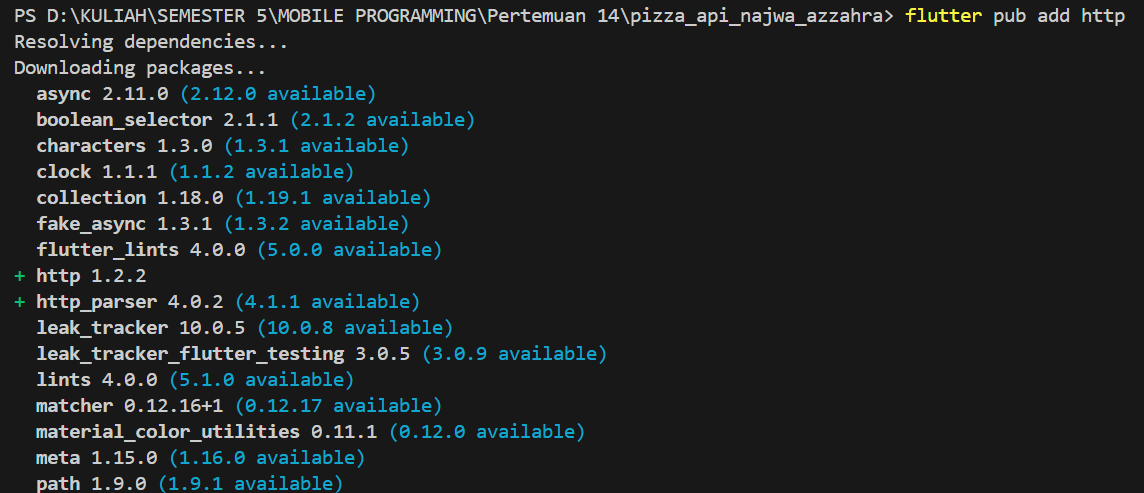 PS D:\KULIAH\SEMESTER 5\MOBILE PROGRAMMING\Pertemuan 14\pizza_api_najwa_azzahra> flutter pub add http
Resolving dependencies...
Downloading packages...
  async 2.11.0 (2.12.0 available)
  boolean_selector 2.1.1 (2.1.2 available)
  characters 1.3.0 (1.3.1 available)
  clock 1.1.1 (1.1.2 available)
  collection 1.18.0 (1.19.1 available)
  fake_async 1.3.1 (1.3.2 available)
  flutter_lints 4.0.0 (5.0.0 available)
+ http 1.2.2
+ http_parser 4.0.2 (4.1.1 available)
  leak_tracker 10.0.5 (10.0.8 available)
  leak_tracker_flutter_testing 3.0.5 (3.0.9 available)
  lints 4.0.0 (5.1.0 available)
  matcher 0.12.16+1 (0.12.17 available)
  material_color_utilities 0.11.1 (0.12.0 available)
  meta 1.15.0 (1.16.0 available)
  path 1.9.0 (1.9.1 available)